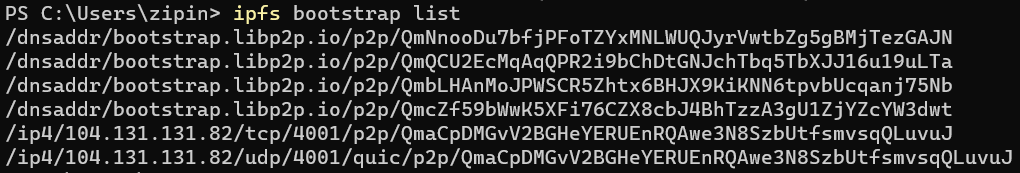 PS C:\Users\zipin> ipfs bootstrap list
/dnsaddr/bootstrap.libp2p.io/p2p/QmNnooDu7bfjPFoTZYxMNLWUQJyrVwtbZg5gBMjTezGAJN
/dnsaddr/bootstrap.libp2p.io/p2p/QmQCU2EcMqAqQPR2i9bChDtGNJchTbq5TbXJJ16u19uLTa
/dnsaddr/bootstrap.libp2p.io/p2p/QmbLHAnMoJPWSCR5Zhtx6BHJX9KiKNN6tpvbUcqanj75Nb
/dnsaddr/bootstrap.libp2p.io/p2p/QmcZf59bWwK5XFi76CZX8cbJ4BhTzzA3gU1ZjYZcYW3dwt
/ip4/104.131.131.82/tcp/4001/p2p/QmaCpDMGvV2BGHeYERUEnRQAwe3N8SzbUtfsmvsqQLuvuJ
/ip4/104.131.131.82/udp/4001/quic/p2p/QmaCpDMGvV2BGHeYERUEnRQAwe3N8SzbUtfsmvsqQLuvuJ